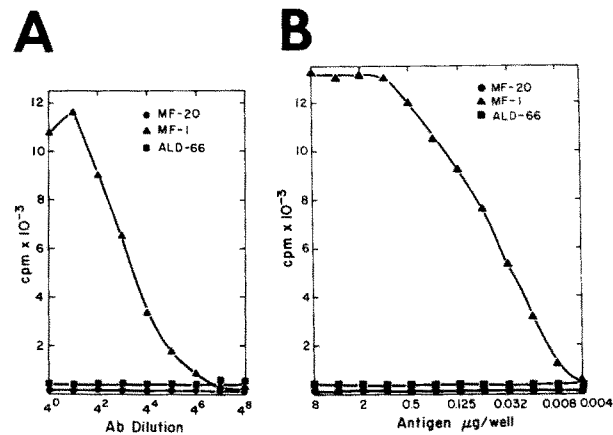 A
cpm x 10⁻³
12
10
8
6
4
2
● MF-20
▲ MF-1
■ ALD-66
4⁰ 4² 4⁴ 4⁶ 4⁸
Ab Dilution
B
cpm x 10⁻³
12
10
8
6
4
2
● MF-20
▲ MF-1
■ ALD-66
8 2 0.5 0.125 0.032 0.008 0.004
Antigen µg/well